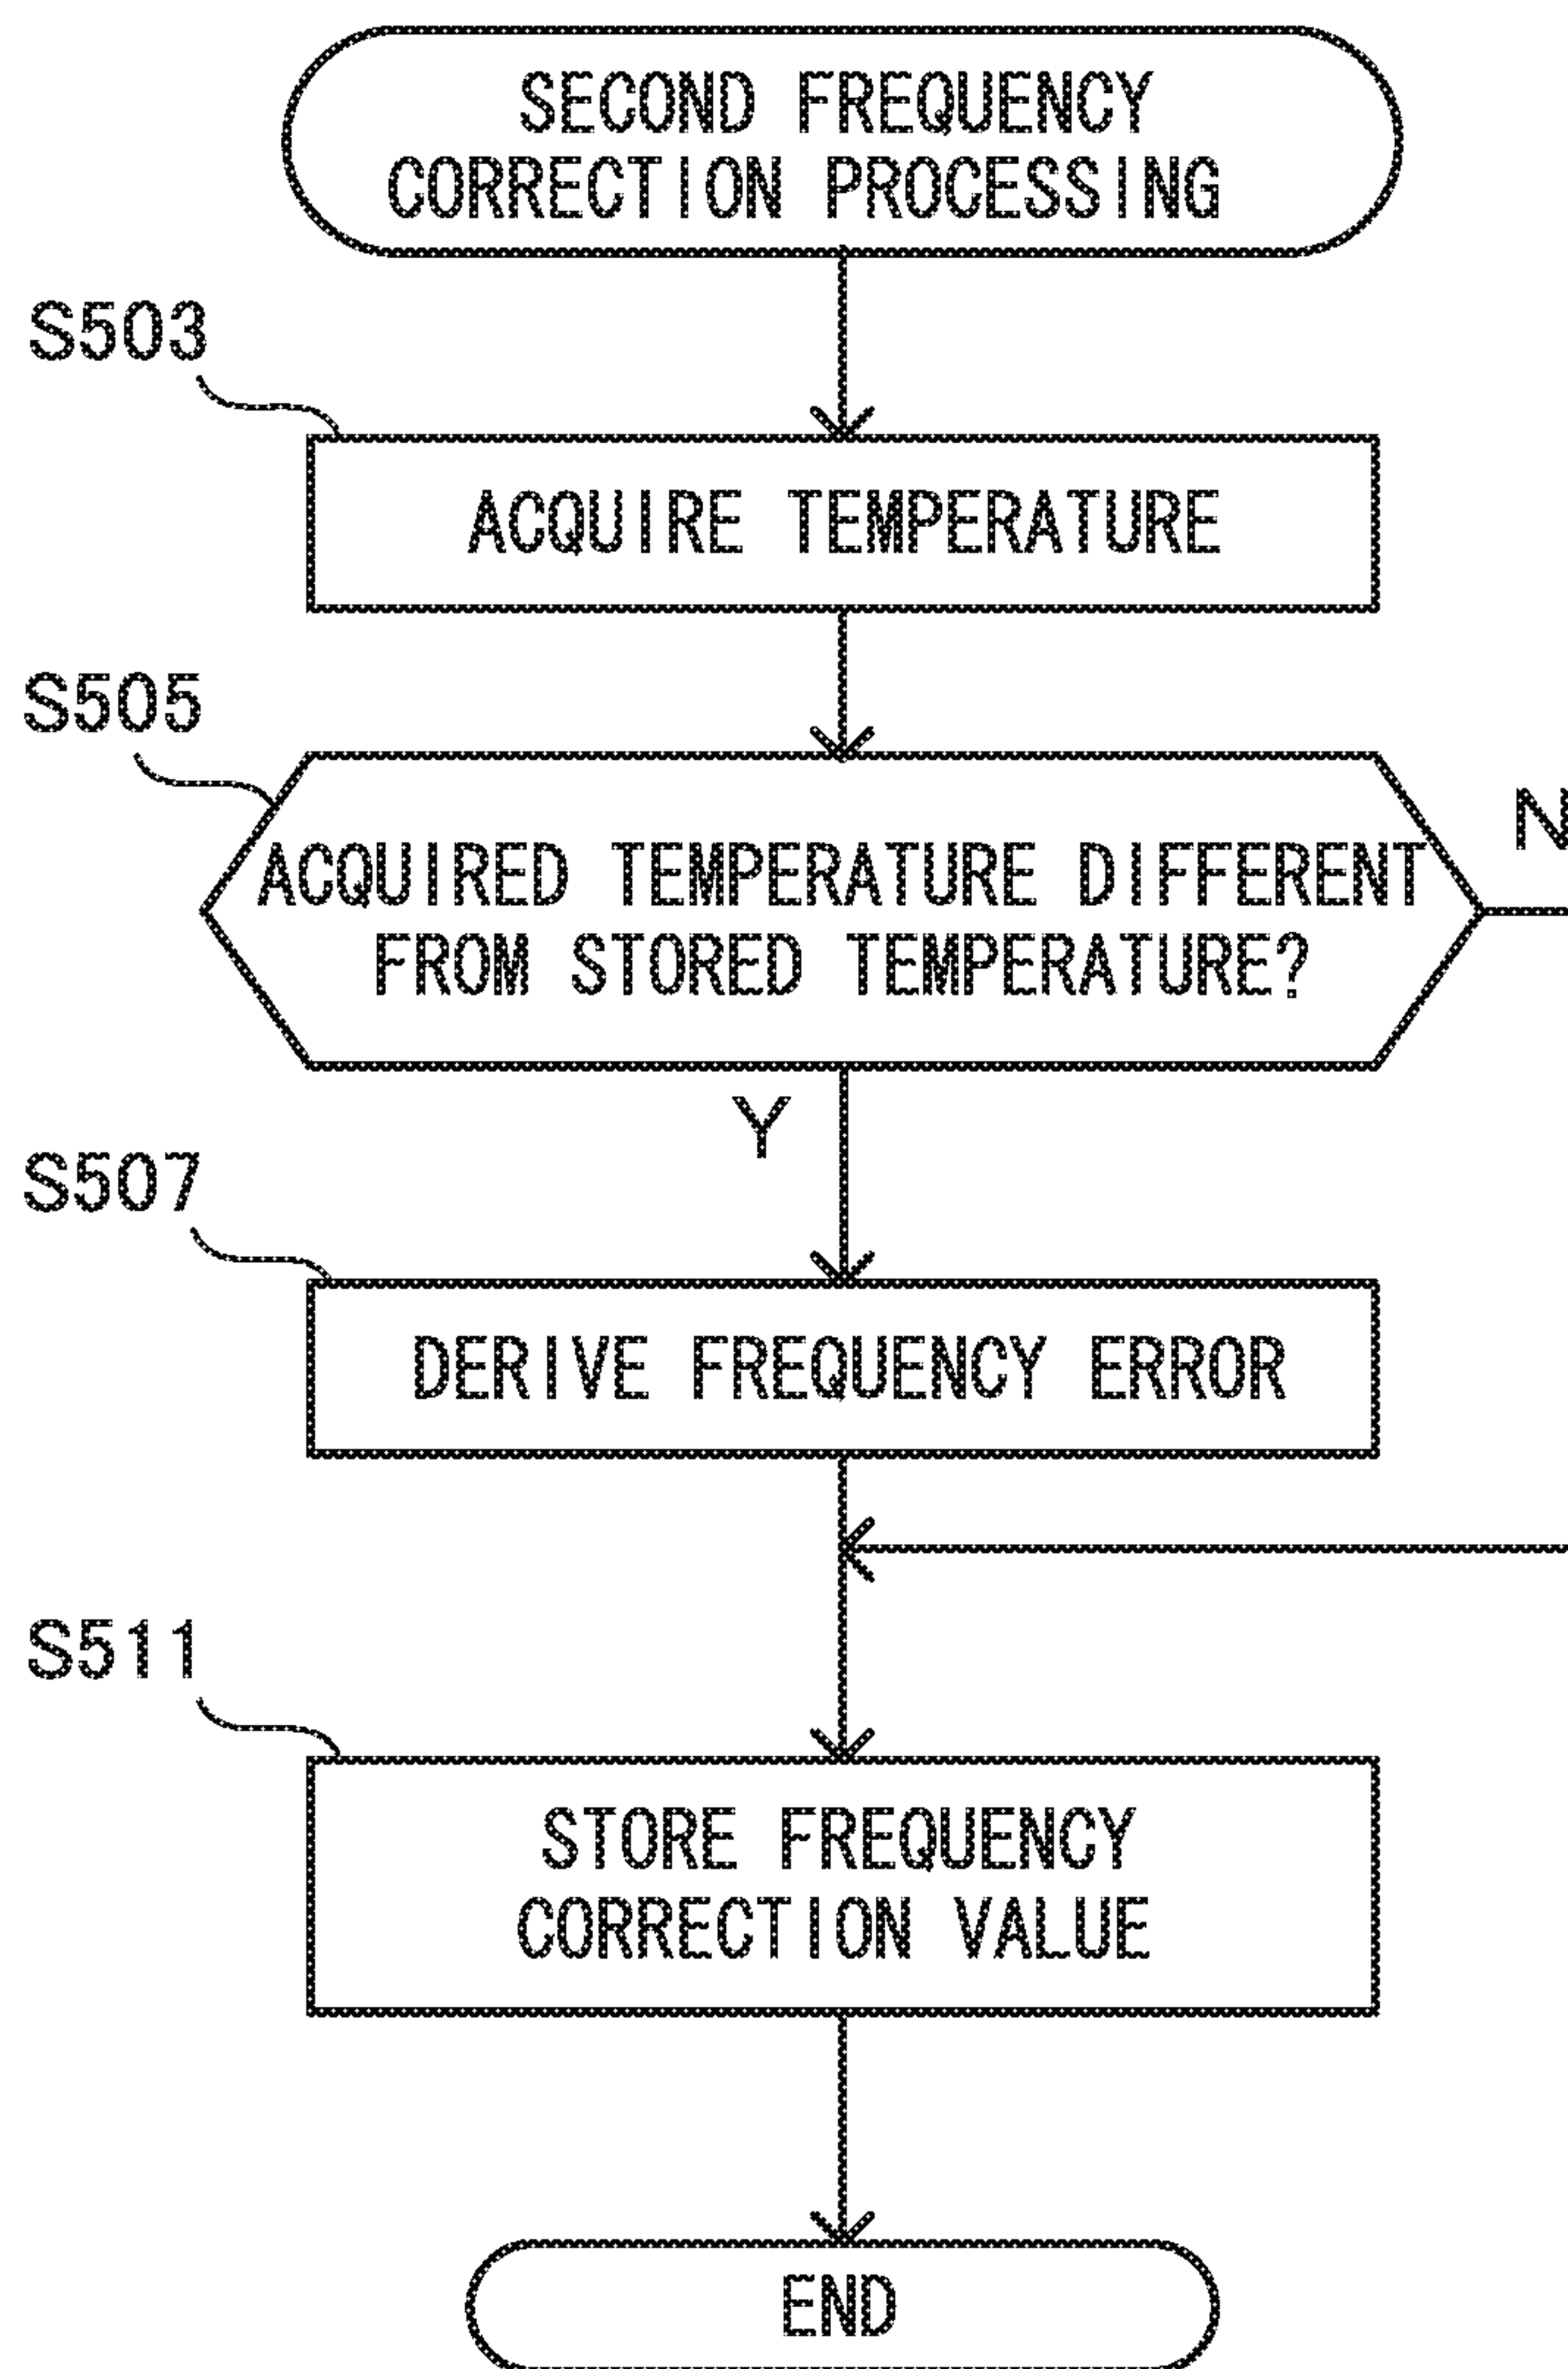 SECOND FREQUENCY
CORRECTION PROCESSING
S503
ACQUIRE TEMPERATURE
S505
N
ACQUIRED TEMPERATURE DIFFERENT
FROM STORED TEMPERATURE?
Y
S507
DERIVE FREQUENCY ERROR
S511
STORE FREQUENCY
CORRECTION VALUE
END